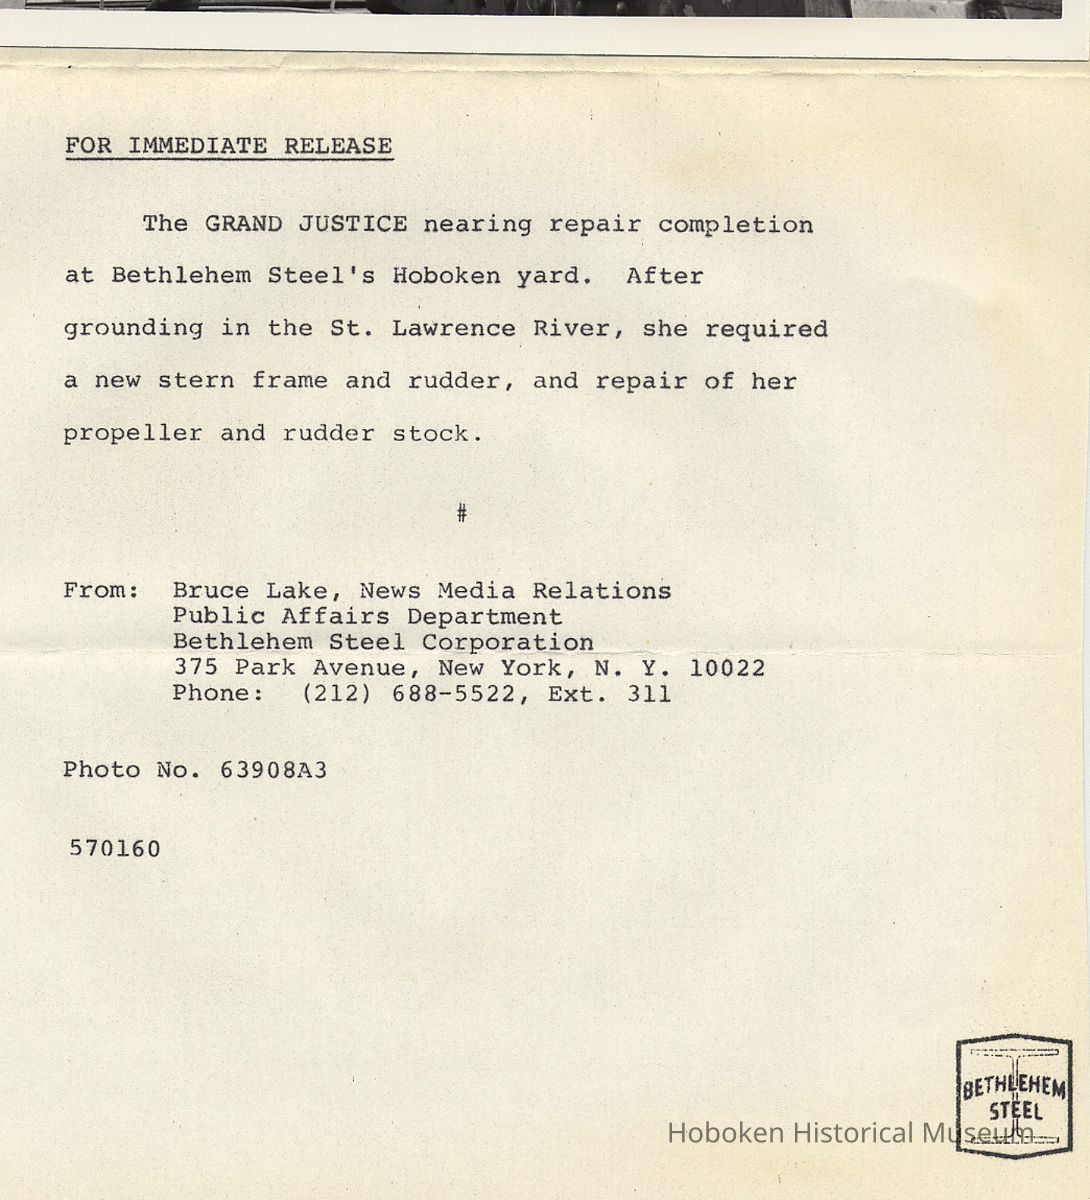 FOR IMMEDIATE RELEASE
The GRAND JUSTICE nearing repair completion
at Bethlehem Steel's Hoboken yard.  After
grounding in the St. Lawrence River, she required
a new stern frame and rudder, and repair of her
propeller and rudder stock.
#
From:  Bruce Lake, News Media Relations
Public Affairs Department
Bethlehem Steel Corporation
375 Park Avenue, New York, N. Y. 10022
Phone:  (212) 688-5522, Ext. 311
Photo No. 63908A3
570160
BETHLEHEM
STEEL
Hoboken Historical Museum